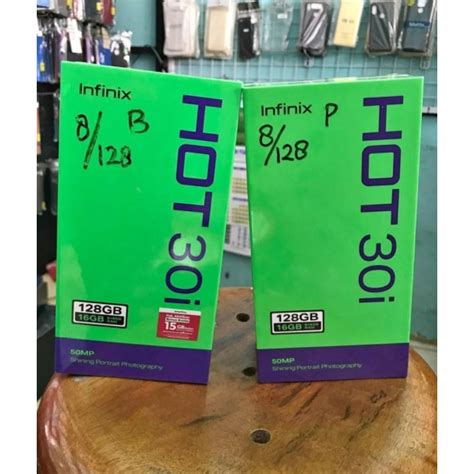 Infinix
B
8/128
HOT 30i
128GB
16GB
15GB
50MP
Shining Portrait Photography
Infinix
P
8/128
HOT 30i
128GB
16GB
50MP
Shining Portrait Photography